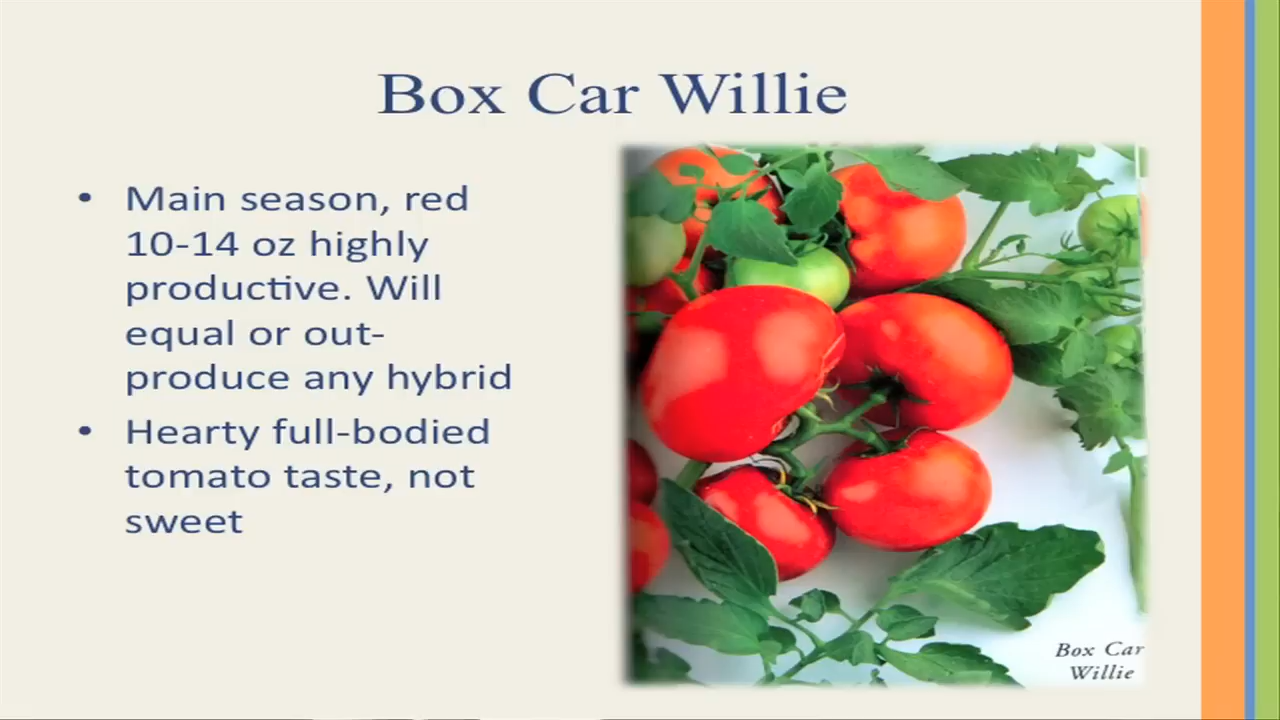 Box Car Willie
• Main season, red
10-14 oz highly
productive. Will
equal or out-
produce any hybrid
• Hearty full-bodied
tomato taste, not
sweet
Box Car
Willie